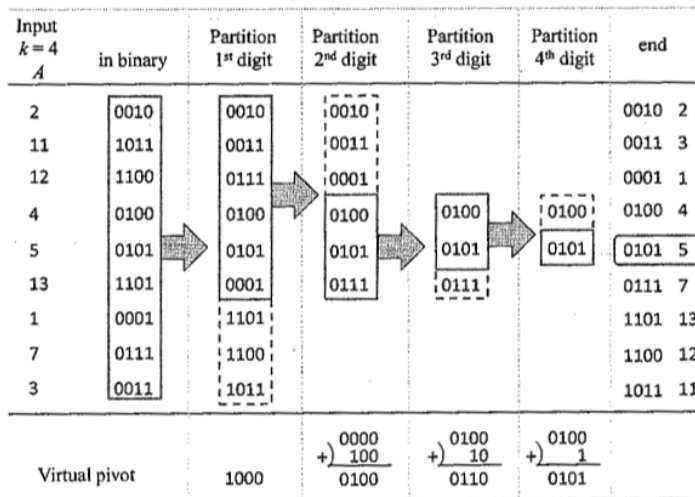 Input
k=4
A
in binary
Partition
1st digit
Partition
2nd digit
Partition
3rd digit
Partition
4th digit
end
2 0010 0010 0010 0010 2
11 1011 0011 0011 0011 3
12 1100 0111 0001 0001 1
4 0100 0100 0100 0100 0100 0100 4
5 0101 0101 0101 0101 0101 0101 5
13 1101 0001 0111 0111 0111 7
1 0001 1101 1101 13
7 0111 1100 1100 12
3 0011 1011 1011 11
0000 0100 0100
+) 100 +) 10 +) 1
Virtual pivot 1000 0100 0110 0101